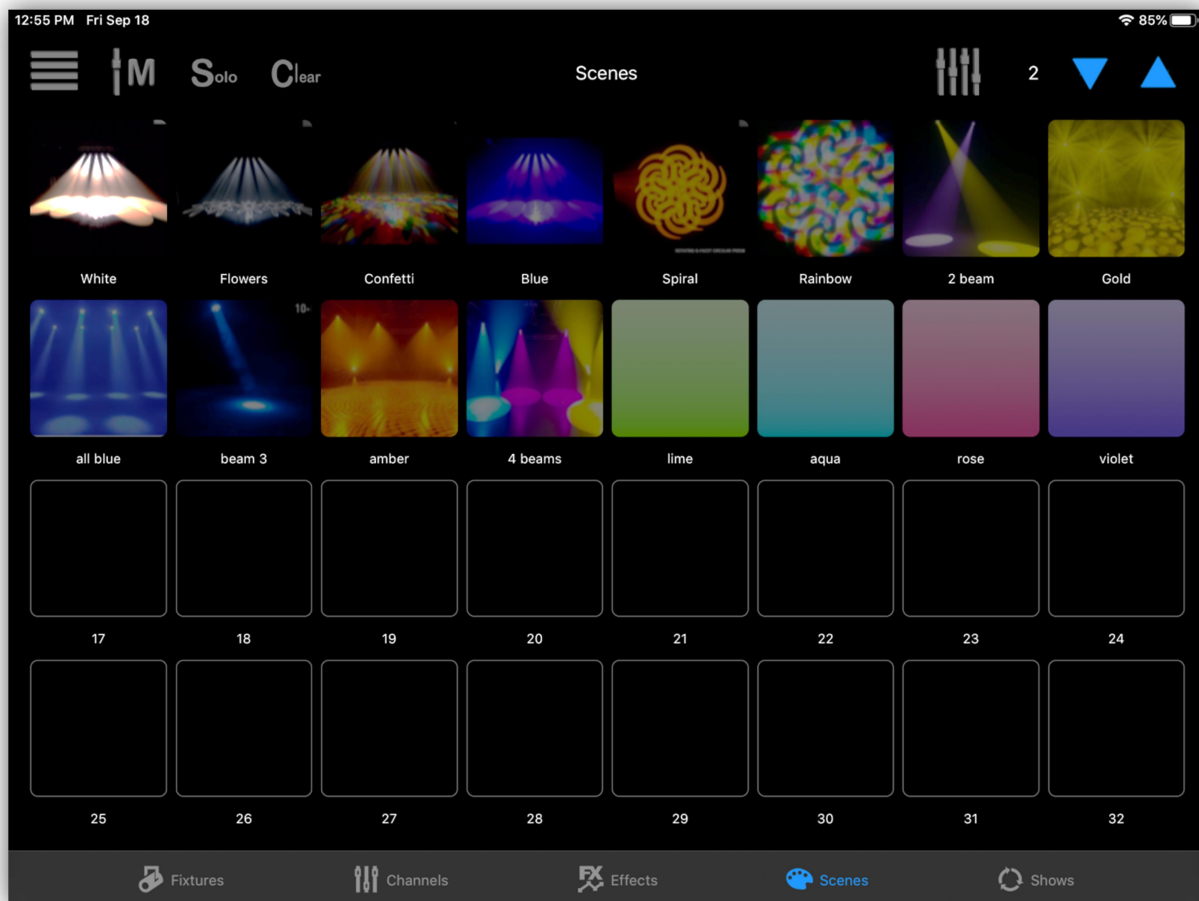 12:55 PM Fri Sep 18 85%
M Solo Clear Scenes 2
White Flowers Confetti Blue Spiral Rainbow 2 beam Gold
10-
all blue beam 3 amber 4 beams lime aqua rose violet
17 18 19 20 21 22 23 24
25 26 27 28 29 30 31 32
Fixtures Channels FX Effects Scenes Shows